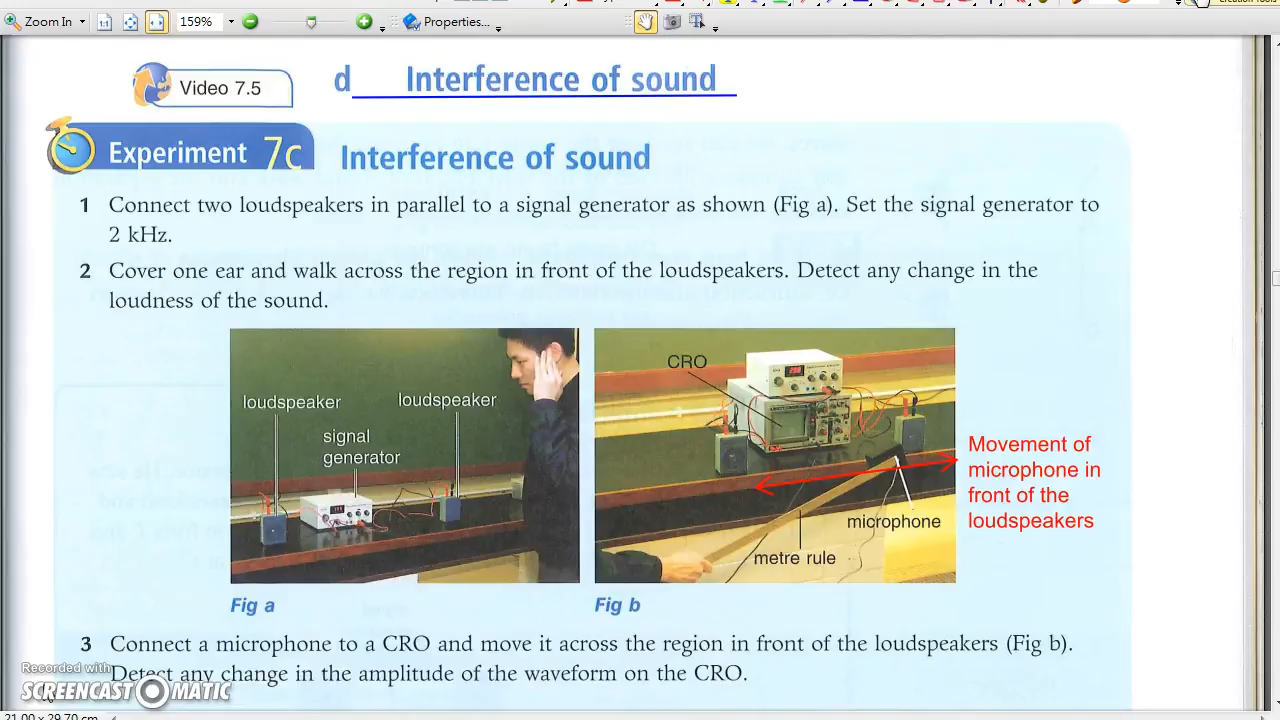 Zoom In
159%
Properties...
Video 7.5
d Interference of sound
Experiment 7c Interference of sound
1 Connect two loudspeakers in parallel to a signal generator as shown (Fig a). Set the signal generator to
2 kHz.
2 Cover one ear and walk across the region in front of the loudspeakers. Detect any change in the
loudness of the sound.
loudspeaker
loudspeaker
signal
generator
CRO
microphone
metre rule
Movement of
microphone in
front of the
loudspeakers
Fig a
Fig b
3 Connect a microphone to a CRO and move it across the region in front of the loudspeakers (Fig b).
Detect any change in the amplitude of the waveform on the CRO.
Recorded with
SCREENCAST MATIC
21.00 x 29.70 cm